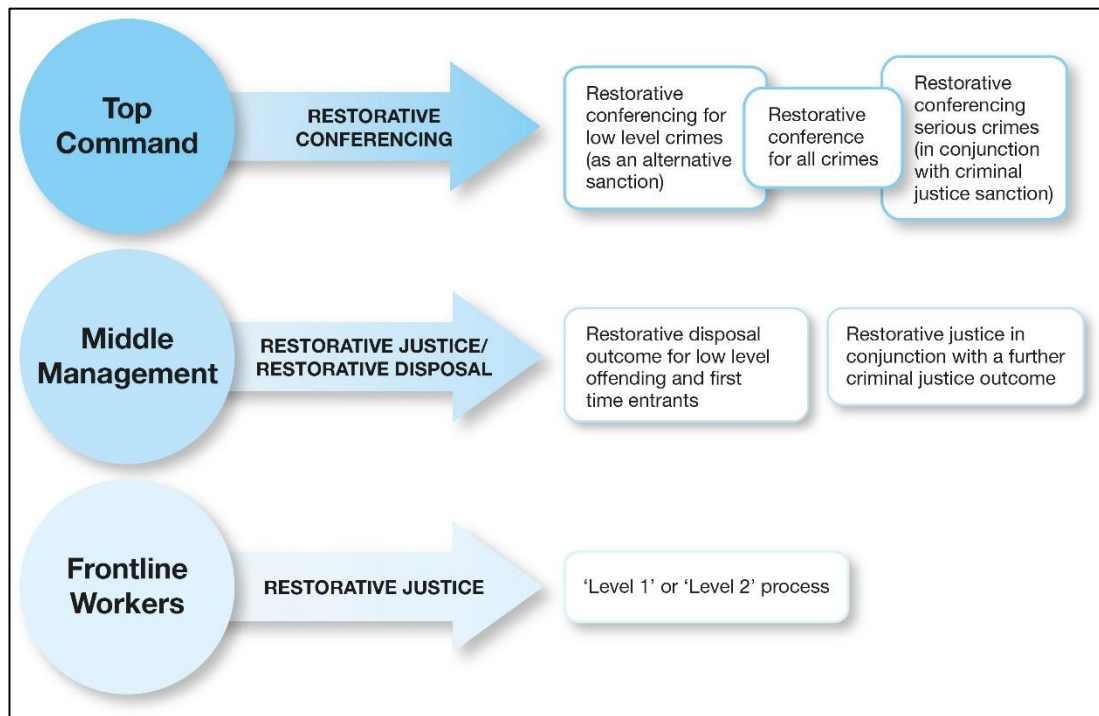 Top
Command
RESTORATIVE
CONFERENCING
Restorative
conferencing for
low level crimes
(as an alternative
sanction)
Restorative
conference
for all crimes
Restorative
conferencing
serious crimes
(in conjunction
with criminal
justice sanction)
Middle
Management
RESTORATIVE JUSTICE/
RESTORATIVE DISPOSAL
Restorative disposal
outcome for low level
offending and first
time entrants
Restorative justice in
conjunction with a further
criminal justice outcome
Frontline
Workers
RESTORATIVE JUSTICE
‘Level 1’ or ‘Level 2’ process